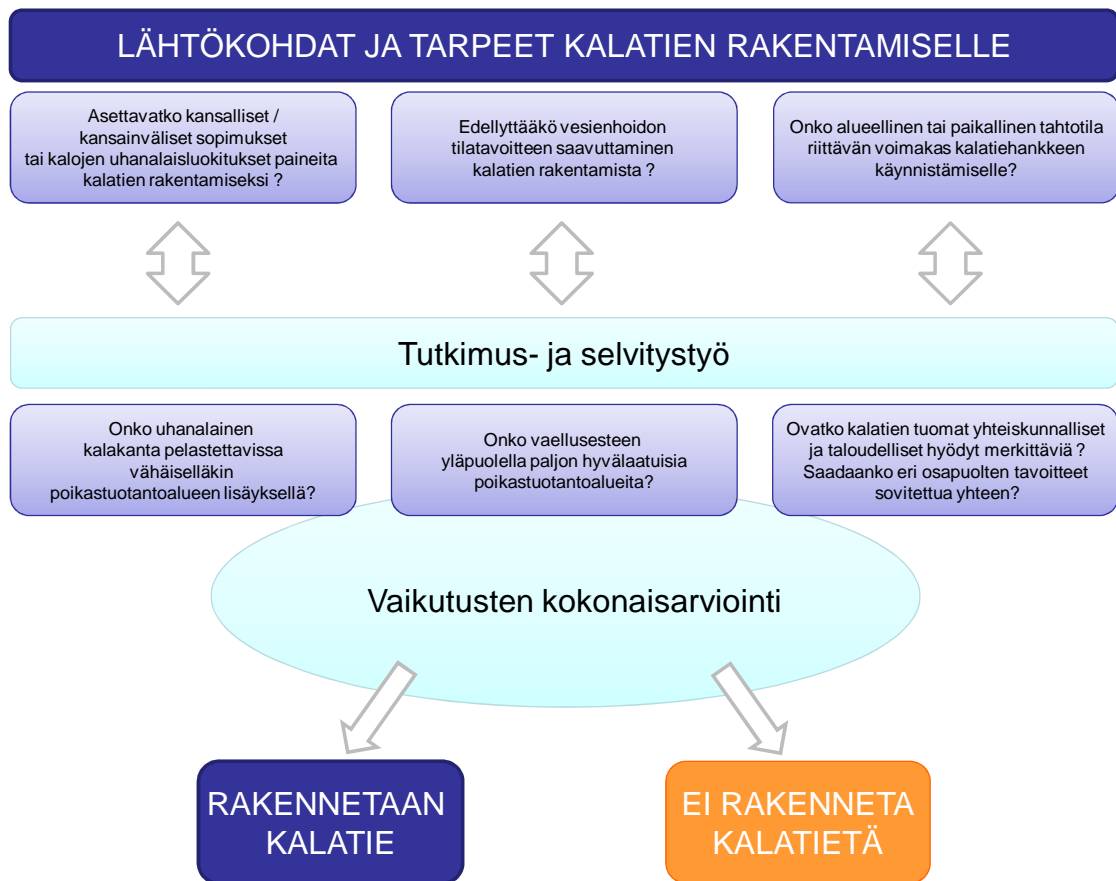 LÄHTÖKOHDAT JA TARPEET KALATIEN RAKENTAMISELLE
Asettavatko kansalliset /
kansainväliset sopimukset
tai kalojen uhanalaisluokitukset paineita
kalatien rakentamiseksi ?
Edellyttääkö vesienhoidon
tilatavoitteen saavuttaminen
kalatien rakentamista ?
Onko alueellinen tai paikallinen tahtotila
riittävän voimakas kalatiehankkeen
käynnistämiselle?
Tutkimus- ja selvitystyö
Onko uhanalainen
kalakanta pelastettavissa
vähäiselläkin
poikastuotantoalueen lisäyksellä?
Onko vaellusesteen
yläpuolella paljon hyvälaatuisia
poikastuotantoalueita?
Ovatko kalatien tuomat yhteiskunnalliset
ja taloudelliset hyödyt merkittäviä ?
Saadaanko eri osapuolten tavoitteet
sovitettua yhteen?
Vaikutusten kokonaisarviointi
RAKENNETAAN
KALATIE
EI RAKENNETA
KALATIETÄ